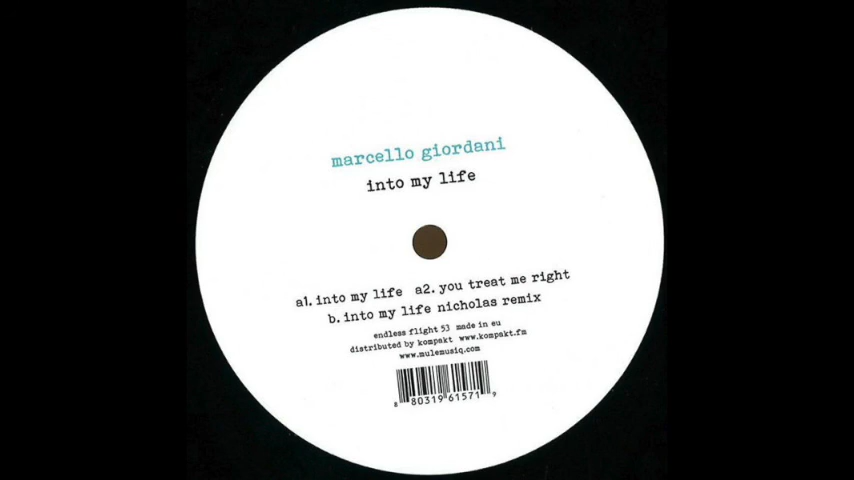 marcello giordani
into my life
a1. into my life a2. you treat me right
b. into my life nicholas remix
endless flight 53 made in eu
distributed by kompakt www.kompakt.fm
www.mulemusiq.com
8 80319 61571 9